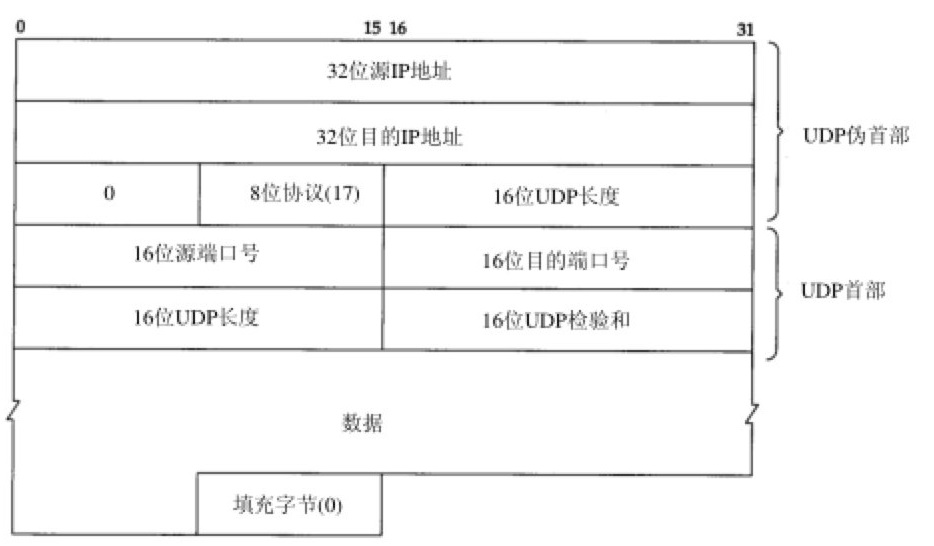 0 15 16 31
32位源IP地址
32位目的IP地址
UDP伪首部
0 8位协议(17) 16位UDP长度
16位源端口号 16位目的端口号
UDP首部
16位UDP长度 16位UDP检验和
数据
填充字节(0)